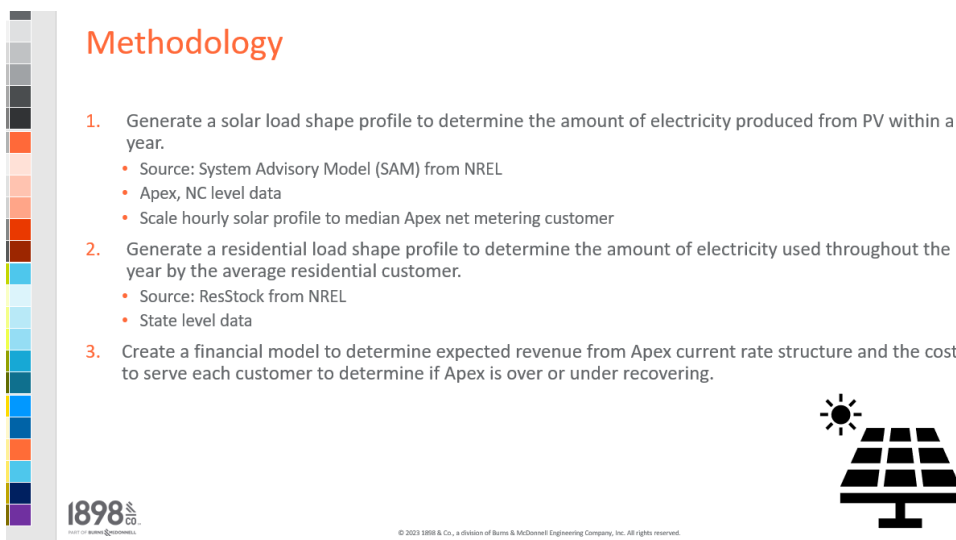 Methodology
1. Generate a solar load shape profile to determine the amount of electricity produced from PV within a
year.
• Source: System Advisory Model (SAM) from NREL
• Apex, NC level data
• Scale hourly solar profile to median Apex net metering customer
2. Generate a residential load shape profile to determine the amount of electricity used throughout the
year by the average residential customer.
• Source: ResStock from NREL
• State level data
3. Create a financial model to determine expected revenue from Apex current rate structure and the cost
to serve each customer to determine if Apex is over or under recovering.
1898 & CO.
PART OF BURNS & MCDONNELL
© 2023 1898 & Co., a division of Burns & McDonnell Engineering Company, Inc. All rights reserved.